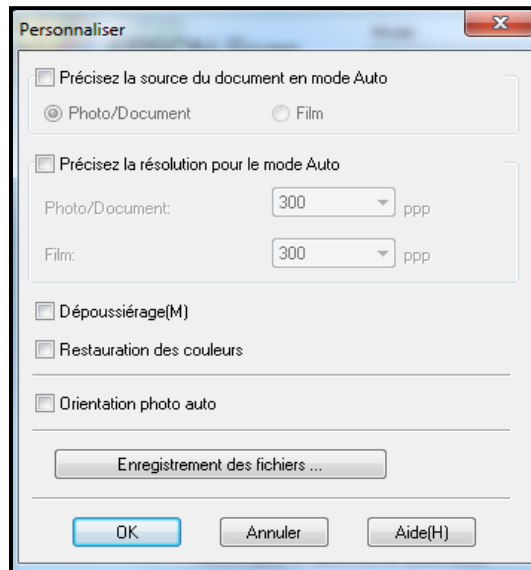 Personnaliser
Précisez la source du document en mode Auto
Photo/Document Film
Précisez la résolution pour le mode Auto
Photo/Document: 300 ppp
Film: 300 ppp
Dépoussiérage(M)
Restauration des couleurs
Orientation photo auto
Enregistrement des fichiers ...
OK Annuler Aide(H)